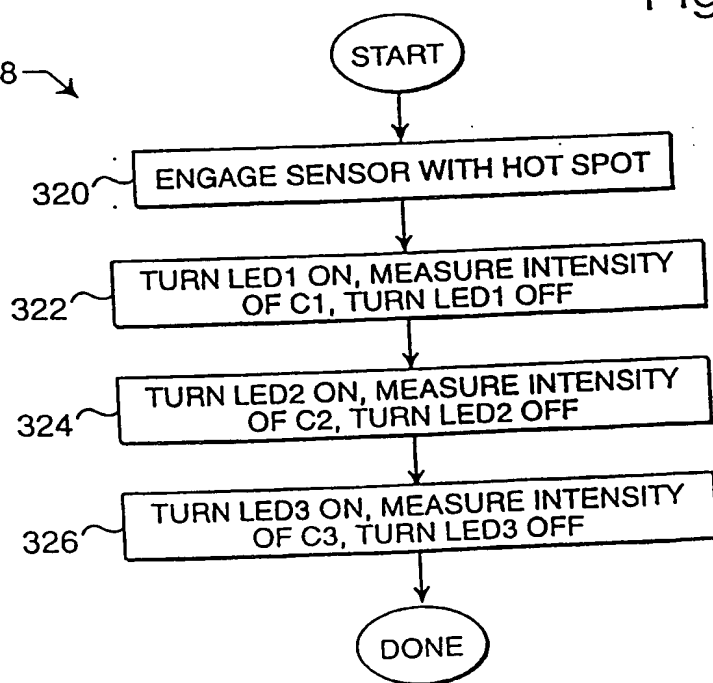 Fig
START
8
320
ENGAGE SENSOR WITH HOT SPOT
322
TURN LED1 ON, MEASURE INTENSITY
OF C1, TURN LED1 OFF
324
TURN LED2 ON, MEASURE INTENSITY
OF C2, TURN LED2 OFF
326
TURN LED3 ON, MEASURE INTENSITY
OF C3, TURN LED3 OFF
DONE